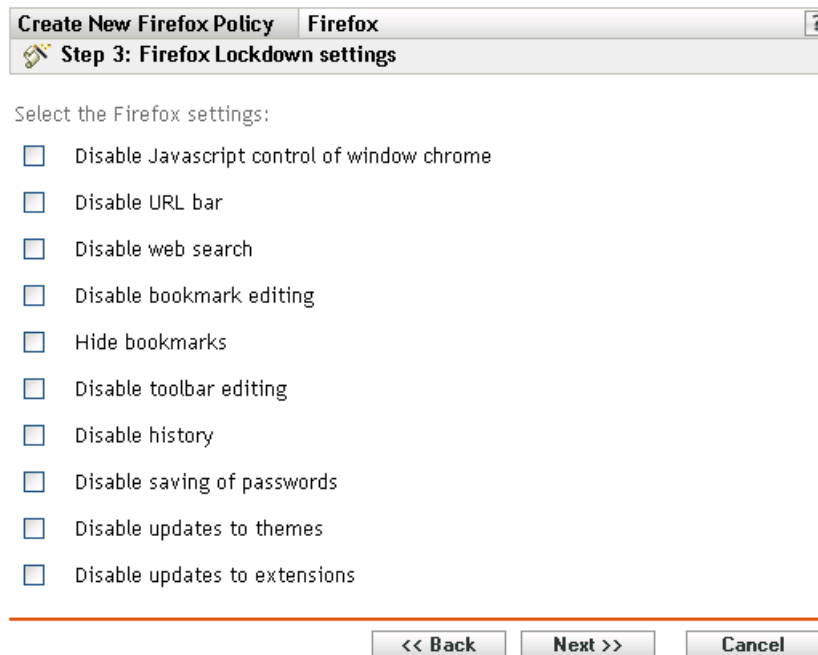 Create New Firefox Policy Firefox ?
Step 3: Firefox Lockdown settings
Select the Firefox settings:
Disable Javascript control of window chrome
Disable URL bar
Disable web search
Disable bookmark editing
Hide bookmarks
Disable toolbar editing
Disable history
Disable saving of passwords
Disable updates to themes
Disable updates to extensions
<< Back Next >> Cancel